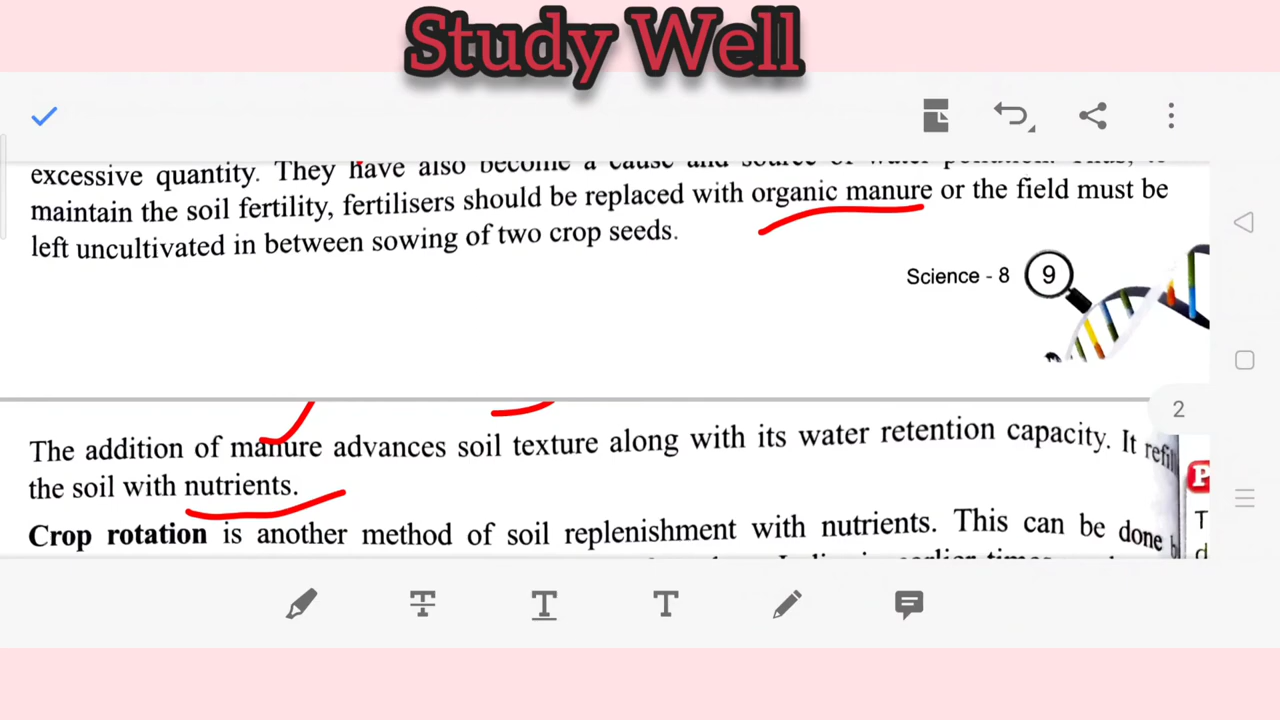 Study Well
excessive quantity. They have also become a cause and source of water pollution. Thus, to
maintain the soil fertility, fertilisers should be replaced with organic manure or the field must be
left uncultivated in between sowing of two crop seeds.
Science - 8 9
2
The addition of manure advances soil texture along with its water retention capacity. It refil
the soil with nutrients.
P
Crop rotation is another method of soil replenishment with nutrients. This can be done b
T
d